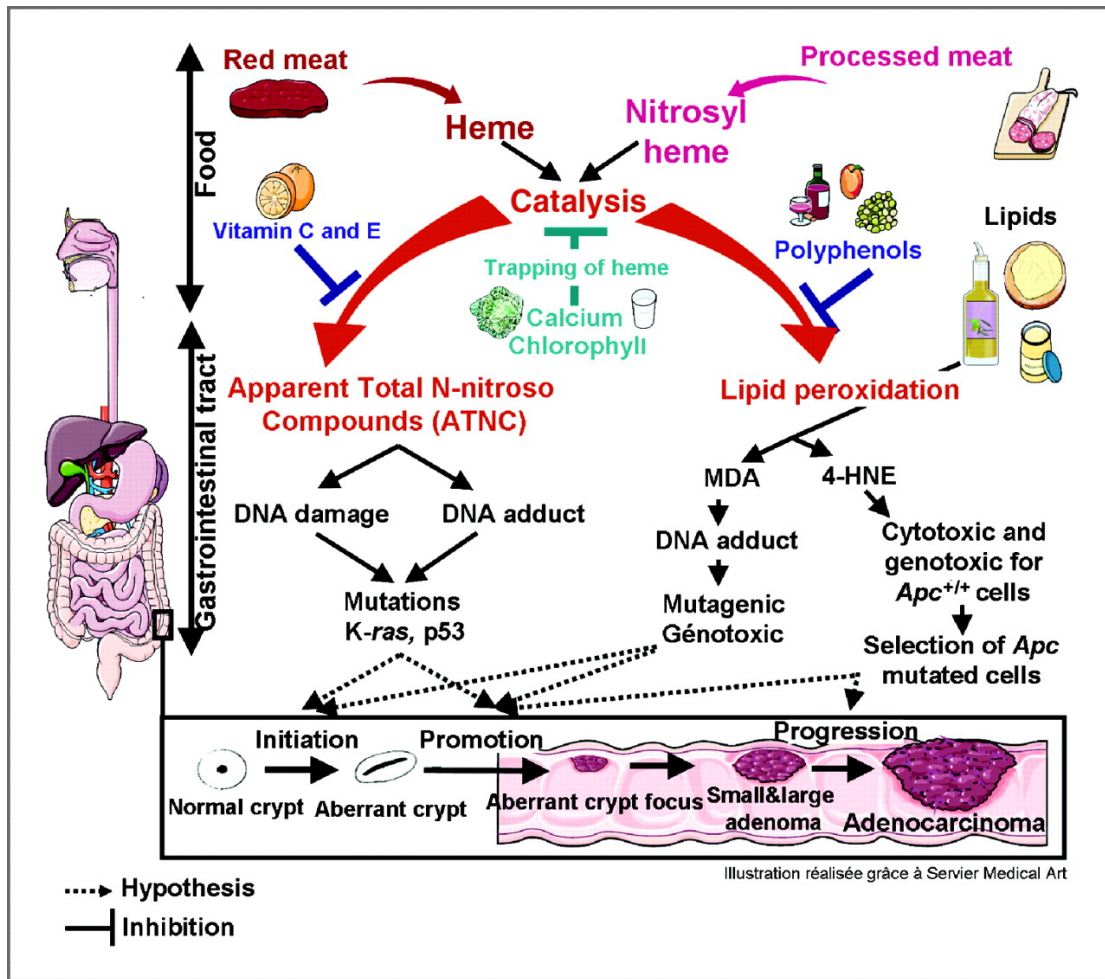 Red meat
Processed meat
Heme
Nitrosyl
heme
Food
Catalysis
Vitamin C and E
Polyphenols
Lipids
Trapping of heme
Calcium
Chlorophyll
Gastrointestinal tract
Apparent Total N-nitroso
Compounds (ATNC)
Lipid peroxidation
DNA damage
DNA adduct
MDA
4-HNE
DNA adduct
Cytotoxic and
genotoxic for
Apc+/+ cells
Mutations
K-ras, p53
Mutagenic
Génotoxic
Selection of Apc
mutated cells
Initiation
Promotion
Progression
Normal crypt
Aberrant crypt
Aberrant crypt focus
Small&large
adenoma
Adenocarcinoma
Illustration réalisée grâce à Servier Medical Art
Hypothesis
Inhibition